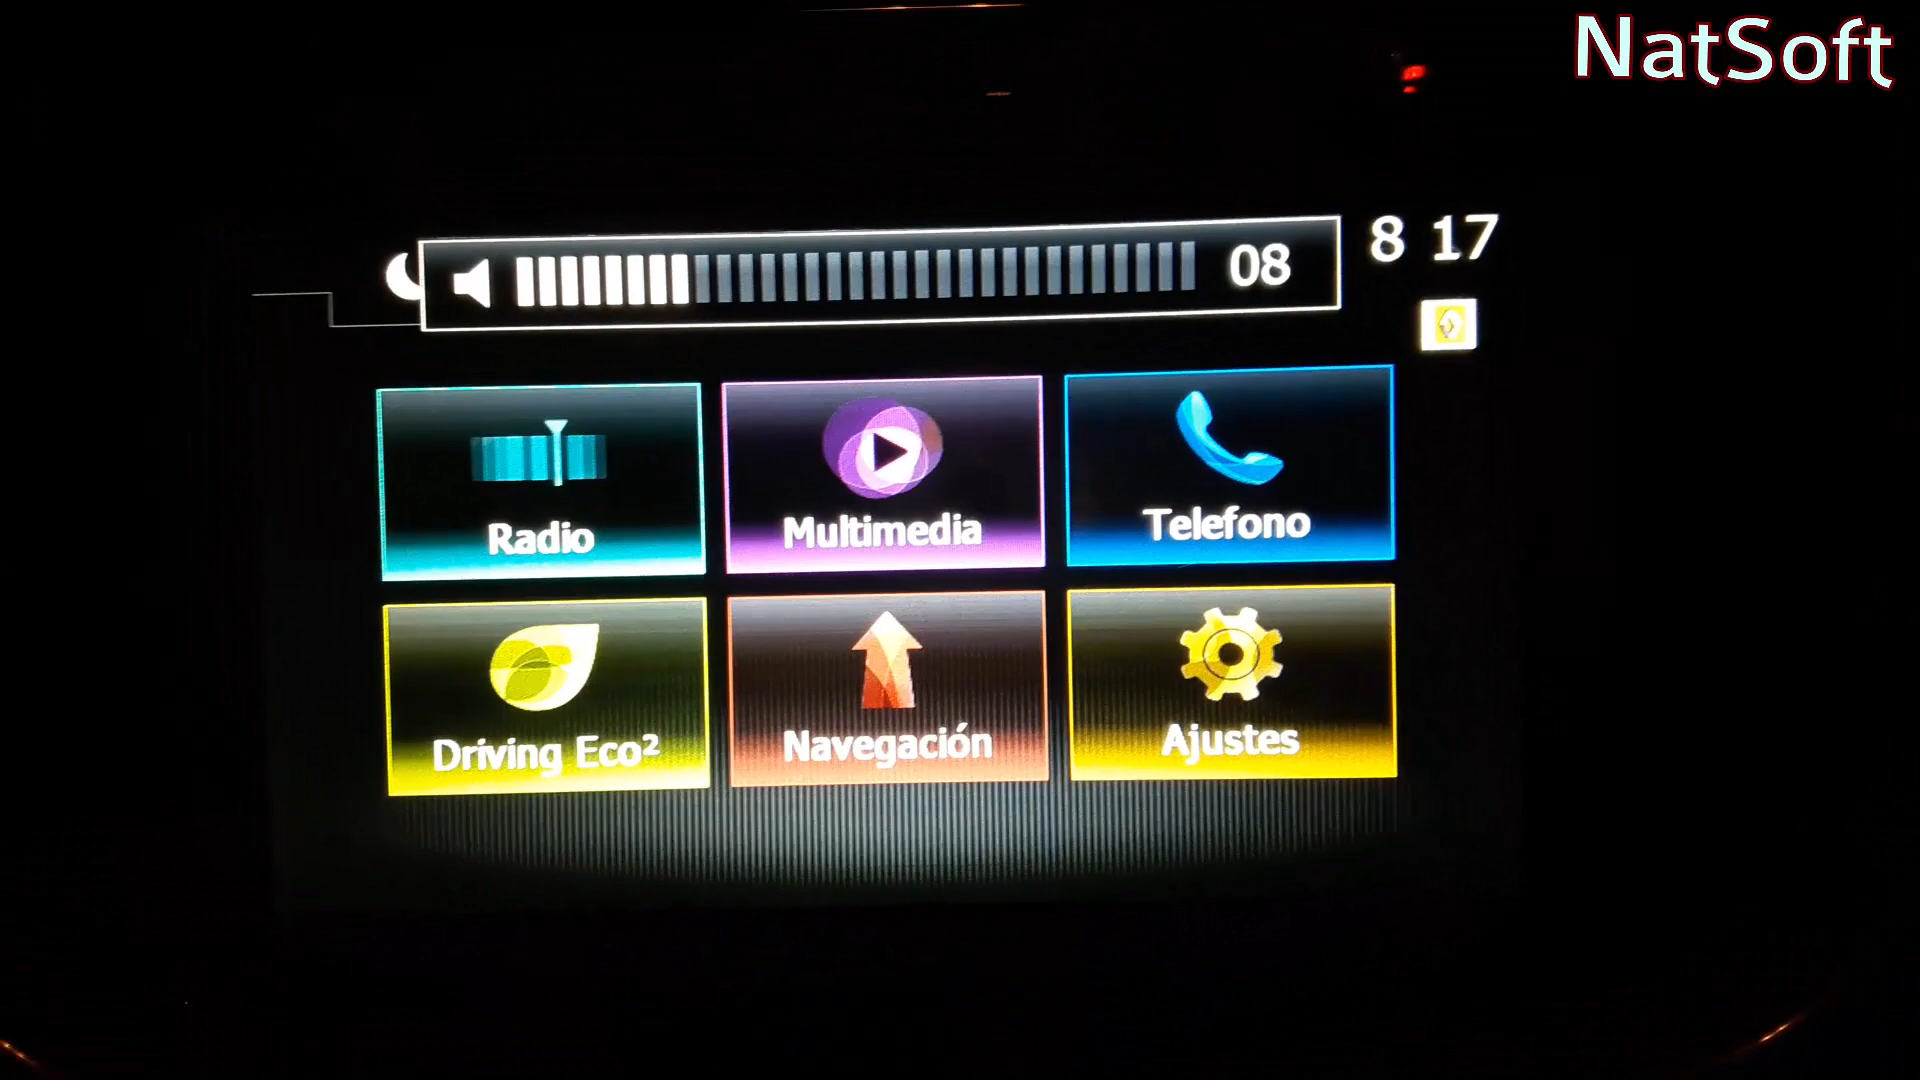 NatSoft
08
8 17
Radio
Multimedia
Telefono
Driving Eco²
Navegación
Ajustes